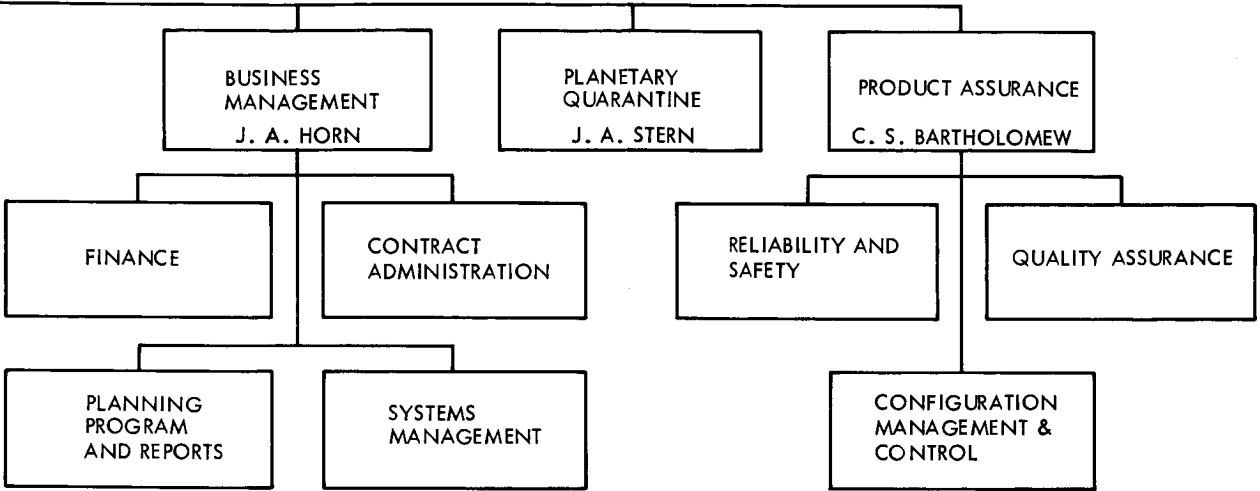 BUSINESS
MANAGEMENT
J. A. HORN
PLANETARY
QUARANTINE
J. A. STERN
PRODUCT ASSURANCE
C. S. BARTHOLOMEW
FINANCE
CONTRACT
ADMINISTRATION
RELIABILITY AND
SAFETY
QUALITY ASSURANCE
PLANNING
PROGRAM
AND REPORTS
SYSTEMS
MANAGEMENT
CONFIGURATION
MANAGEMENT &
CONTROL